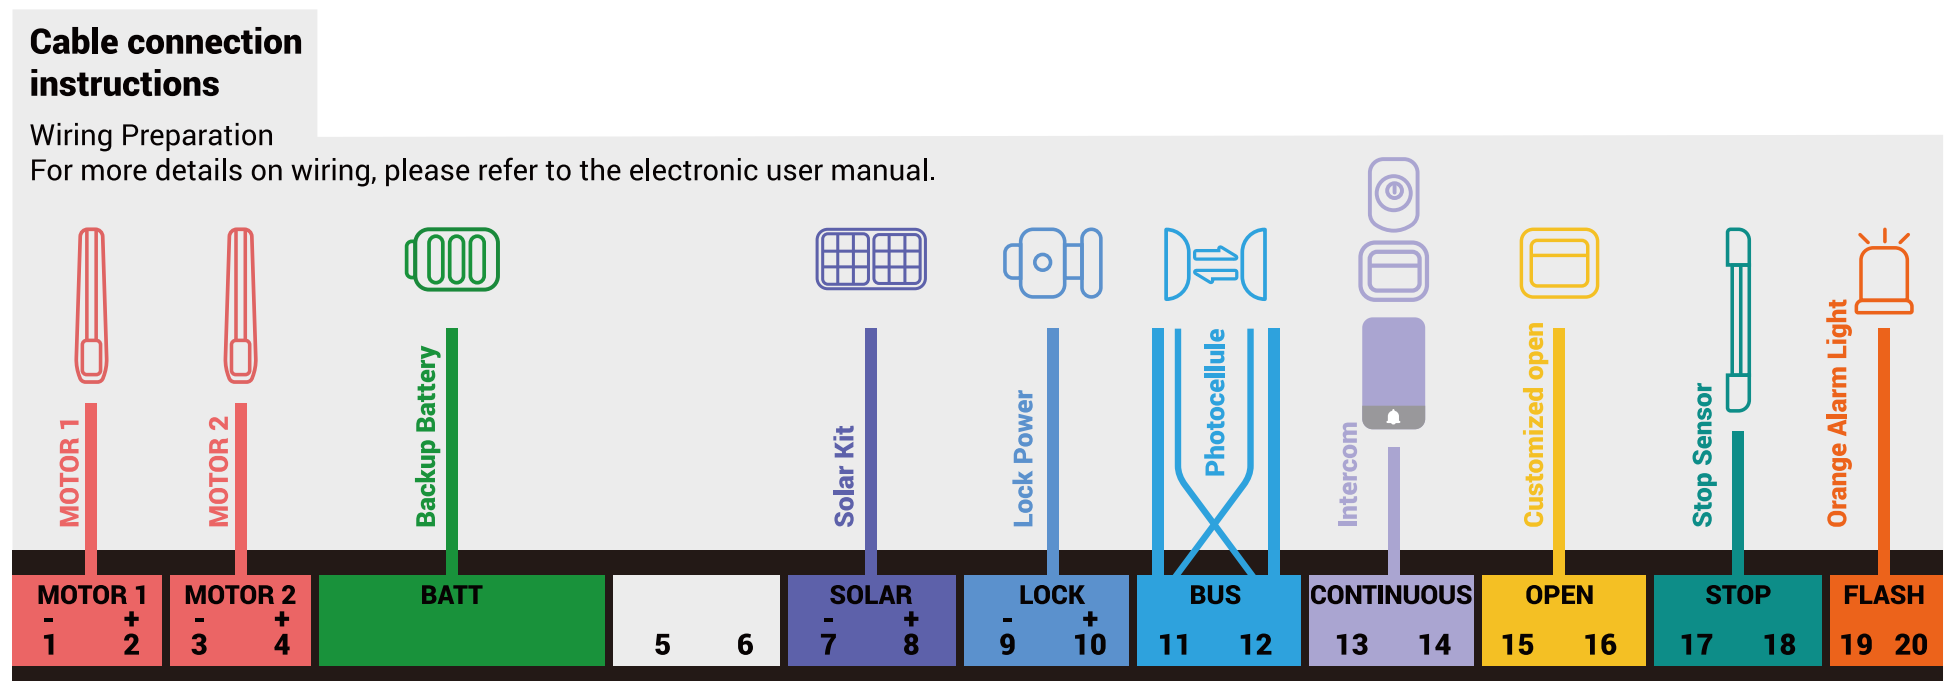 Cable connection
instructions
Wiring Preparation
For more details on wiring, please refer to the electronic user manual.
MOTOR 1
MOTOR 2
Backup Battery
Solar Kit
Lock Power
Photocellule
Intercom
Customized open
Stop Sensor
Orange Alarm Light
MOTOR 1 MOTOR 2 BATT SOLAR LOCK BUS CONTINUOUS OPEN STOP FLASH
- + - + - + - +
1 2 3 4 5 6 7 8 9 10 11 12 13 14 15 16 17 18 19 20